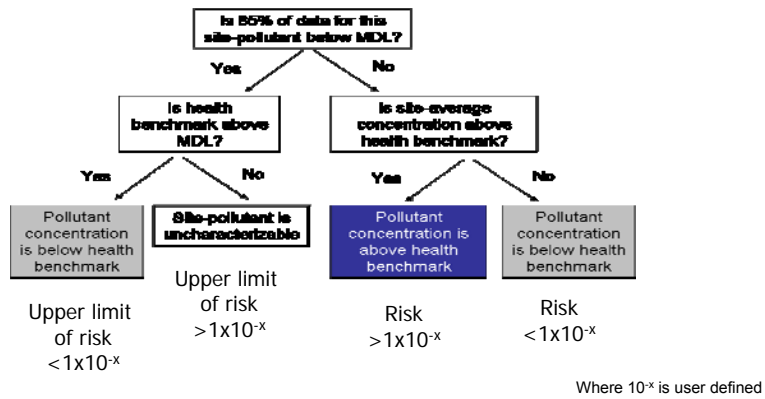 Is 85% of data for this
site-pollutant below MDL?
Yes
No
Is health
benchmark above
MDL?
Is site-average
concentration above
health benchmark?
Yes
No
Yes
No
Pollutant
concentration
is below health
benchmark
Site-pollutant is
uncharacterizable
Pollutant
concentration is
above health
benchmark
Pollutant
concentration
is below health
benchmark
Upper limit
of risk
<1x10⁻ˣ
Upper limit
of risk
>1x10⁻ˣ
Risk
>1x10⁻ˣ
Risk
<1x10⁻ˣ
Where 10⁻ˣ is user defined